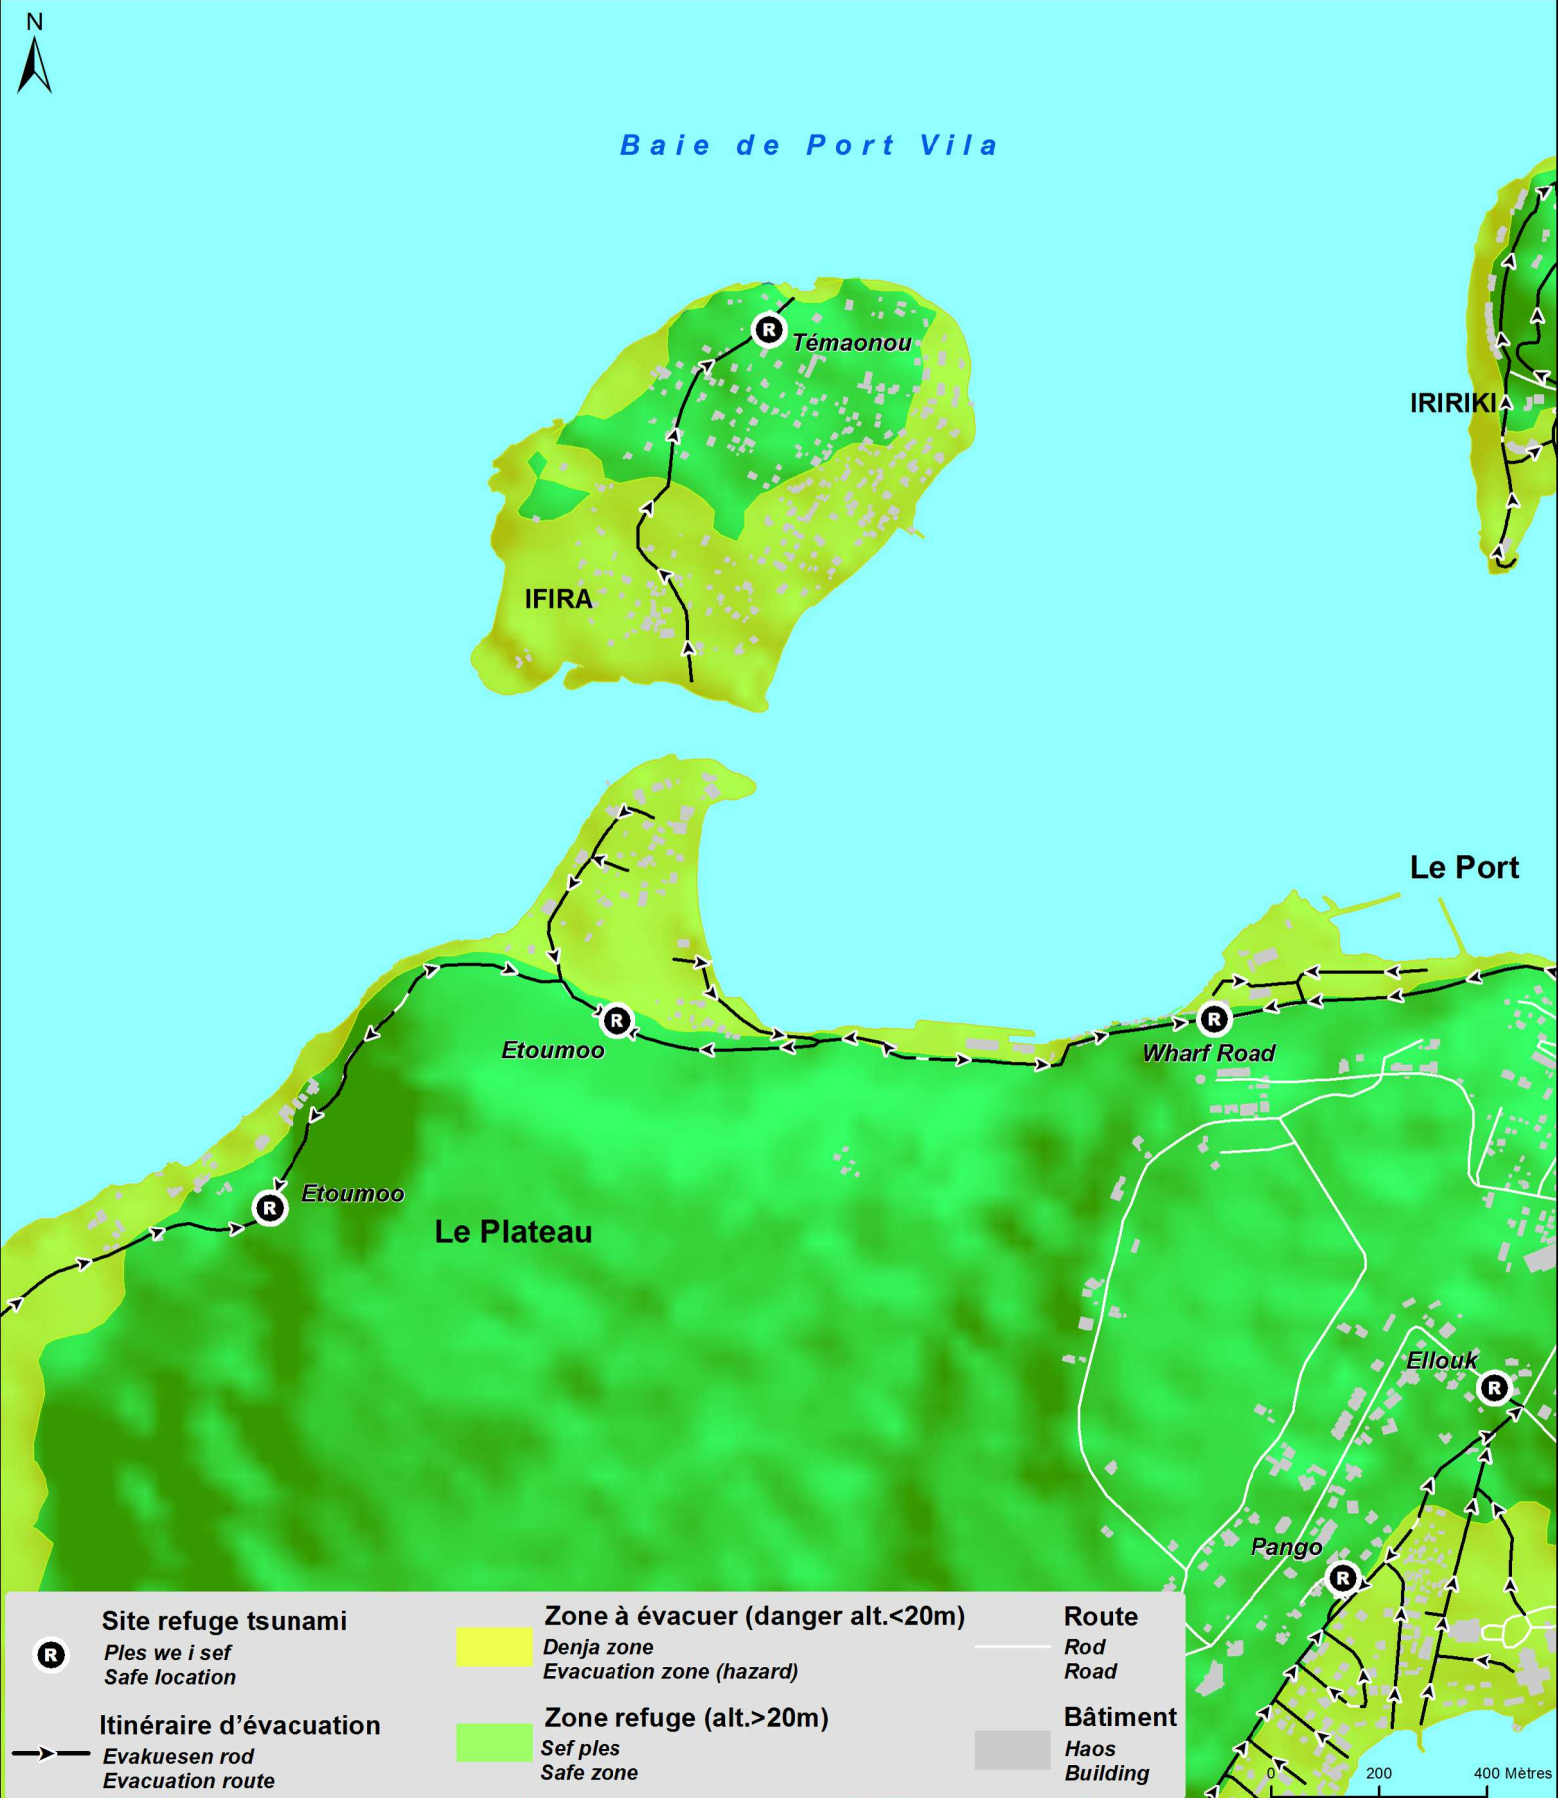 N
Baie de Port Vila
R
Témaonou
IRIRIKI
IFIRA
Le Port
R
Etoumoo
R
Wharf Road
R
Etoumoo
Le Plateau
Ellouk
R
Pango
R
R
Site refuge tsunami
Ples we i sef
Safe location
Itinéraire d'évacuation
Evakuesen rod
Evacuation route
Zone à évacuer (danger alt.<20m)
Denja zone
Evacuation zone (hazard)
Zone refuge (alt.>20m)
Sef ples
Safe zone
Route
Rod
Road
Bâtiment
Haos
Building
0 200 400 Mètres